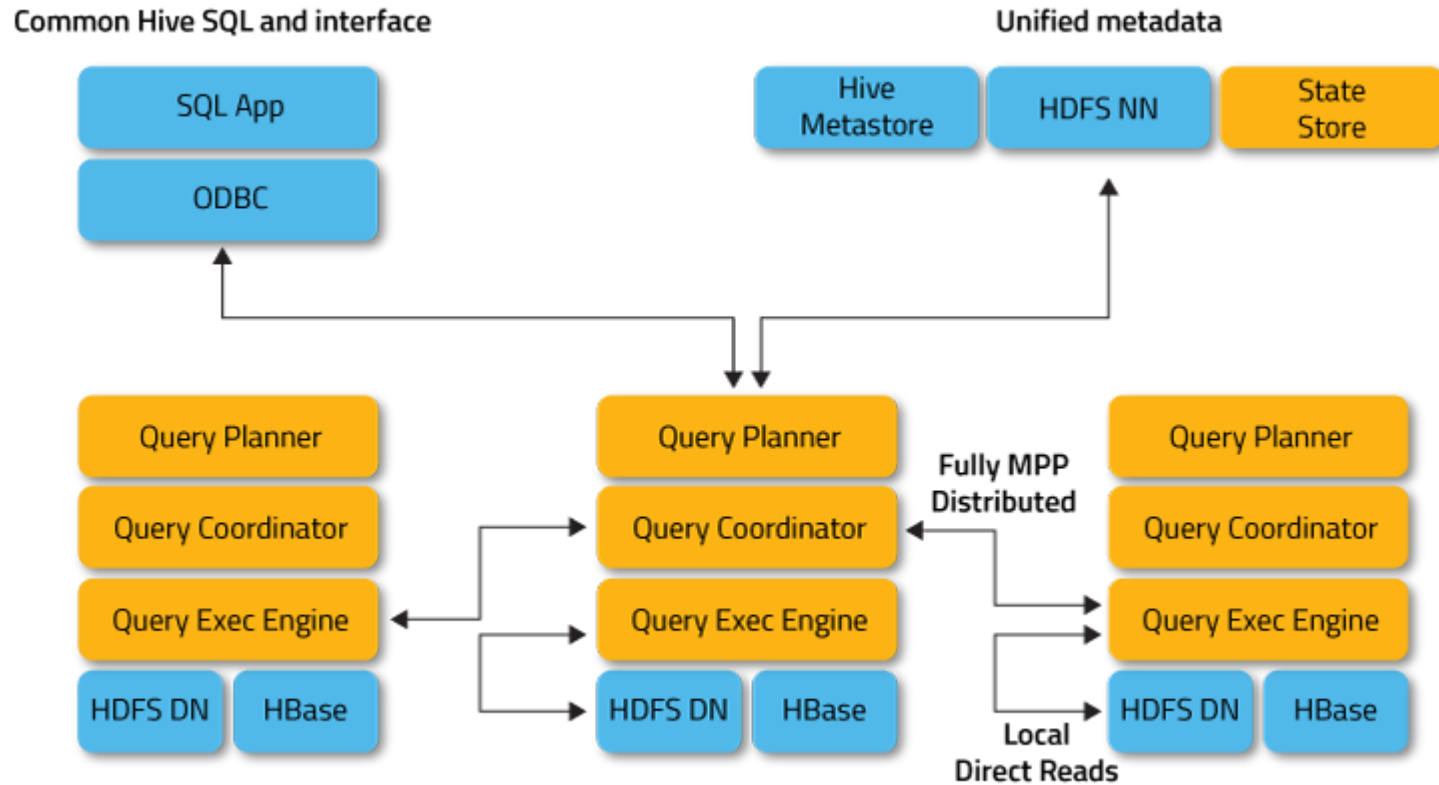 Common Hive SQL and interface
Unified metadata
SQL App
ODBC
Hive
Metastore
HDFS NN
State
Store
Query Planner
Query Coordinator
Query Exec Engine
HDFS DN
HBase
Query Planner
Query Coordinator
Query Exec Engine
HDFS DN
HBase
Fully MPP
Distributed
Local
Direct Reads
Query Planner
Query Coordinator
Query Exec Engine
HDFS DN
HBase